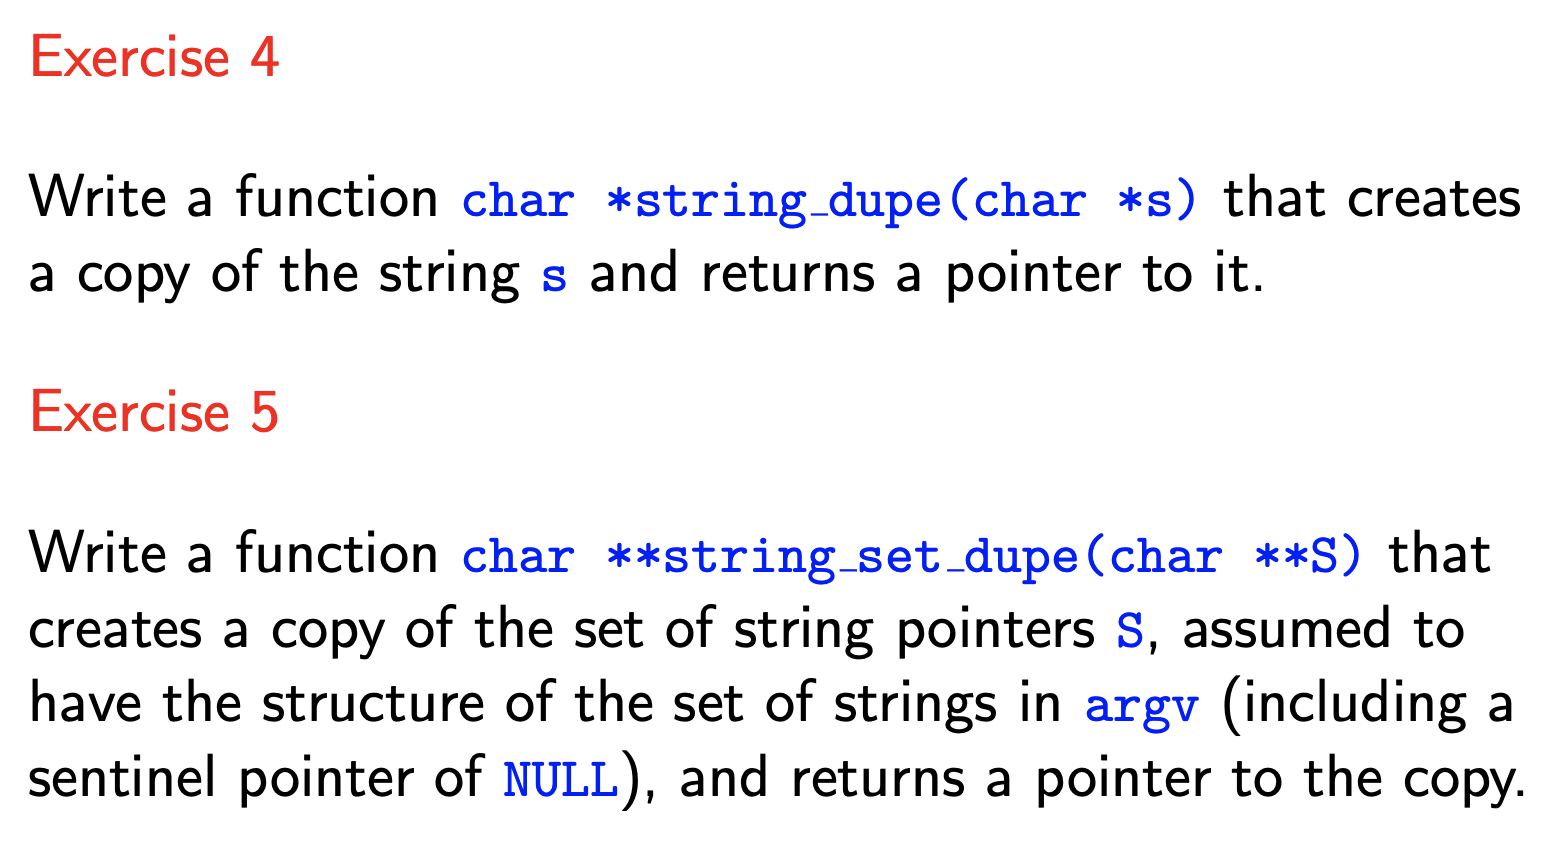 Exercise 4
Write a function char *string_dupe(char *s) that creates
a copy of the string s and returns a pointer to it.
Exercise 5
Write a function char **string_set_dupe(char **S) that
creates a copy of the set of string pointers S, assumed to
have the structure of the set of strings in argv (including a
sentinel pointer of NULL), and returns a pointer to the copy.